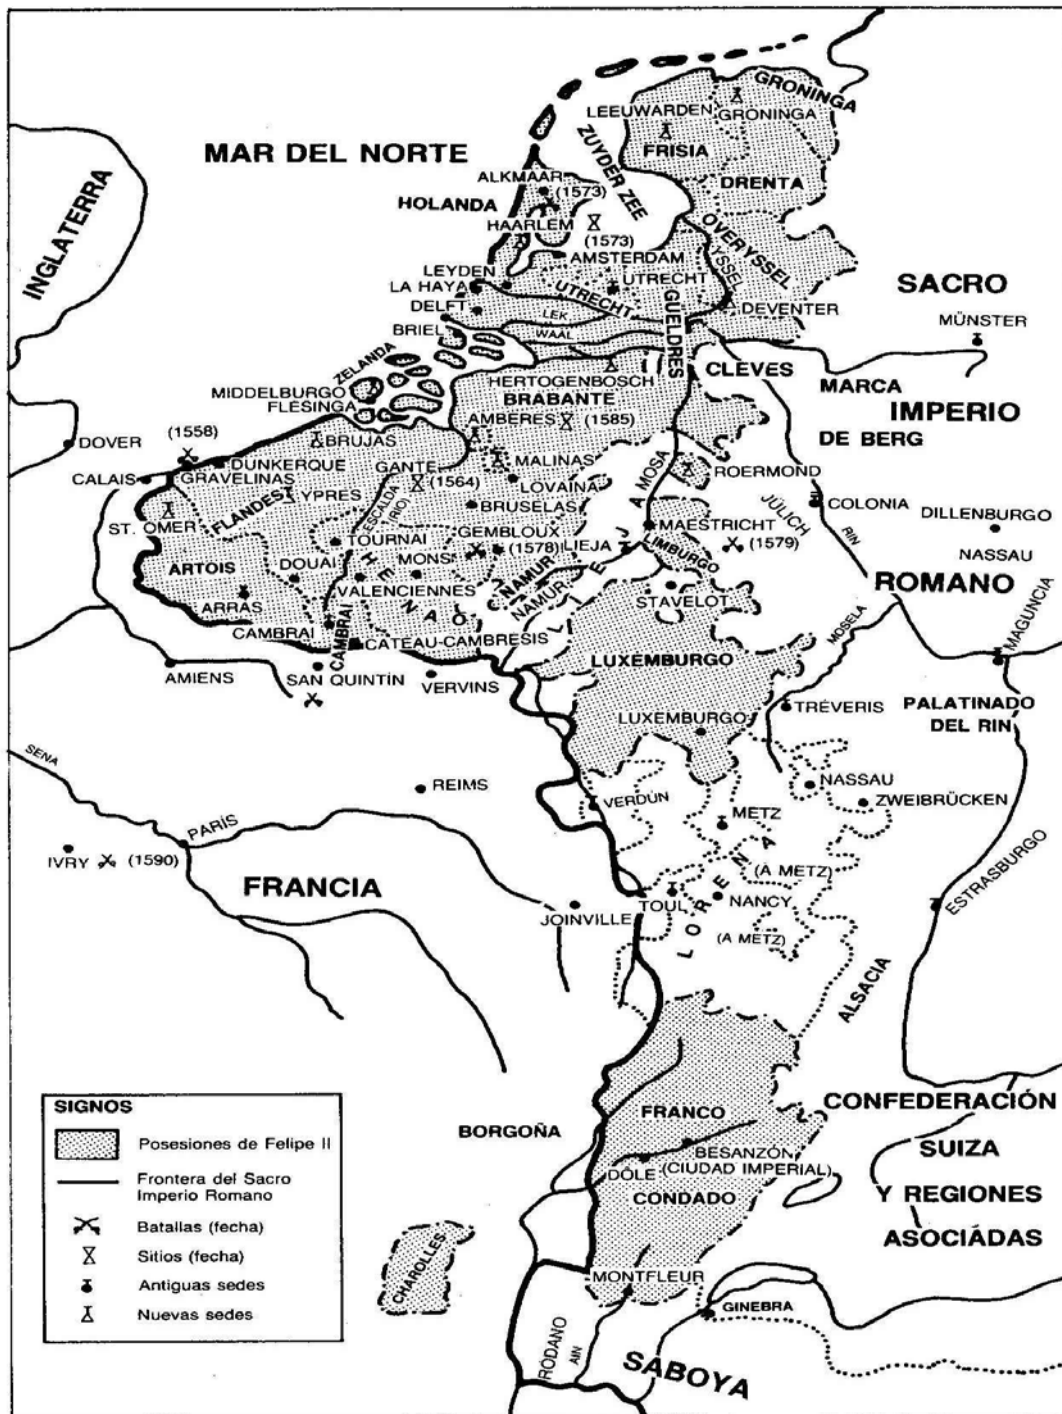 GRONINGA
LEEUWARDEN
GRONINGA
FRISIA
ZUYDER ZEE
MAR DEL NORTE
DRENTA
ALKMAAR
(1573)
HOLANDA
INGLATERRA
HAARLEM
(1573)
OVERYSSEL
YSSEL
AMSTERDAM
LEYDEN
UTRECHT
LA HAYA
UTRECHT
SACRO
DELFT
LEK
GUELDRES
DEVENTER
MÜNSTER
BRIEL
WAAL
ZELANDA
HERTOGENBOSCH
CLEVES
MARCA
MIDDELBURGO
BRABANTE
FLESINGA
IMPERIO
AMBERES
(1585)
DE BERG
DOVER
(1558)
BRUJAS
DUNKERQUE
GANTE
MALINAS
A MOSA
ROERMOND
CALAIS
GRAVELINAS
(1564)
LOVAINA
JÜLICH
FLANDES
YPRES
ESCALDA
(RIO)
BRUSELAS
COLONIA
DILLENBURGO
ST. OMER
GEMBLOUX
MAESTRICHT
RIN
TOURNAI
(1578)
LIEJA
LIMBURGO
(1579)
NASSAU
ARTOIS
DOUAI
MONS
NAMUR
ROMANO
VALENCIENNES
NAMUR
STAVELOT
ARRAS
HENAO
LIEJA
CAMBRAI
CAMBRAI
CATEAU-CAMBRESIS
MOSELA
MAGUNCIA
LUXEMBURGO
AMIENS
SAN QUINTÍN
VERVINS
TRÉVERIS
PALATINADO
DEL RIN
LUXEMBURGO
SENA
REIMS
NASSAU
VERDÚN
ZWEIBRÜCKEN
METZ
PARÍS
IVRY
(1590)
(A METZ)
FRANCIA
LORENA
ESTRASBURGO
TOUL
NANCY
JOINVILLE
(A METZ)
ALSACIA
SIGNOS
Posesiones de Felipe II
Frontera del Sacro
Imperio Romano
Batallas (fecha)
Sitios (fecha)
Antiguas sedes
Nuevas sedes
BORGOÑA
FRANCO
BESANZÓN
DÔLE
(CIUDAD IMPERIAL)
CONDADO
CONFEDERACIÓN
SUIZA
Y REGIONES
ASOCIÁDAS
CHAROLLES
MONTFLEUR
GINEBRA
RÓDANO
AIN
SABOYA